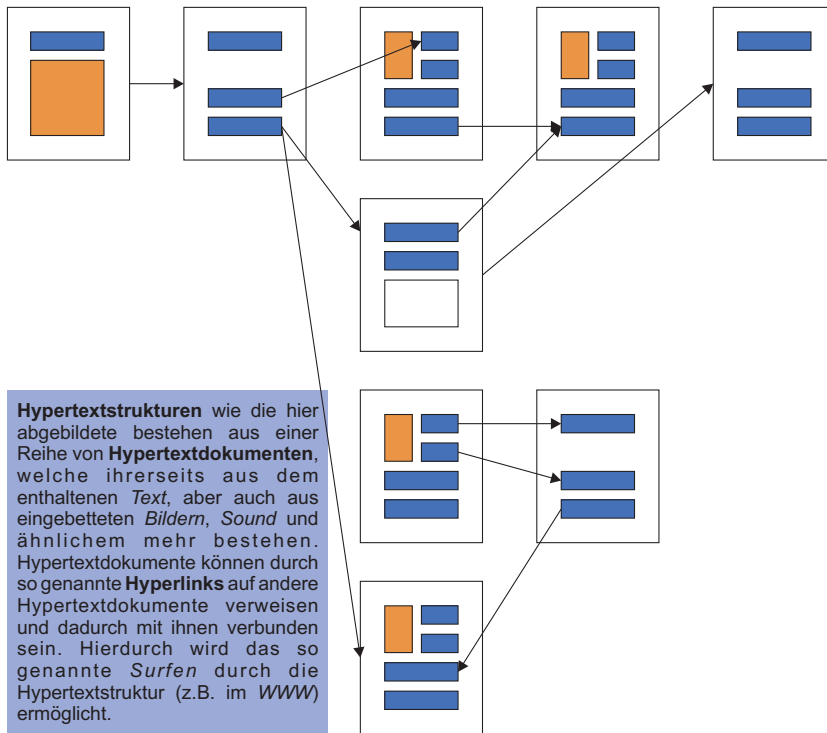 Hypertextstrukturen wie die hier
abgebildete bestehen aus einer
Reihe von Hypertextdokumenten,
welche ihrerseits aus dem
enthaltenen Text, aber auch aus
eingebetteten Bildern, Sound und
ähnlichem mehr bestehen.
Hypertextdokumente können durch
so genannte Hyperlinks auf andere
Hypertextdokumente verweisen
und dadurch mit ihnen verbunden
sein. Hierdurch wird das so
genannte Surfen durch die
Hypertextstruktur (z.B. im WWW)
ermöglicht.